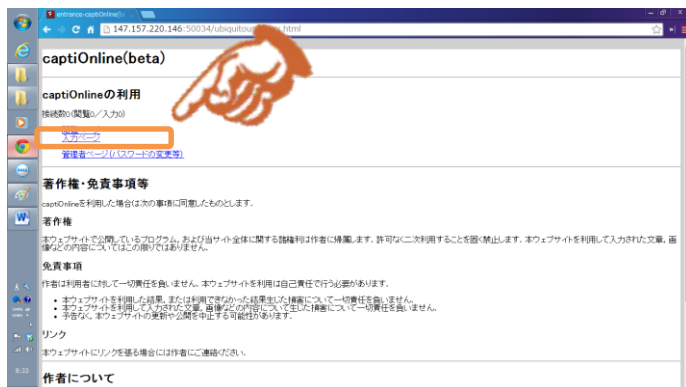 entrance-captiOnline(b
147.157.220.146:50034/ubiquitous html
captiOnline(beta)
captiOnlineの利用
接続数0(閲覧0／入力0)
入力ページ
管理者ページ(パスワードの変更等)
著作権・免責事項等
captiOnlineを利用した場合は次の事項に同意したものとします.
著作権
本ウェブサイトで公開しているプログラム, および当サイト全体に関する諸権利は作者に帰属します. 許可なく二次利用することを固く禁止します. 本ウェブサイトを利用して入力された文章, 画
像などの内容についてはこの限りではありません.
免責事項
作者は利用者に対して一切責任を負いません. 本ウェブサイトを利用は自己責任で行う必要があります.
• 本ウェブサイトを利用した結果, または利用できなかった結果生じた損害について一切責任を負いません.
• 本ウェブサイトを利用して入力された文章, 画像などの内容について生じた損害について一切責任を負いません.
• 予告なく, 本ウェブサイトの更新や公開を中止する可能性があります.
リンク
本ウェブサイトにリンクを張る場合には作者にご連絡ください.
作者について
8:33